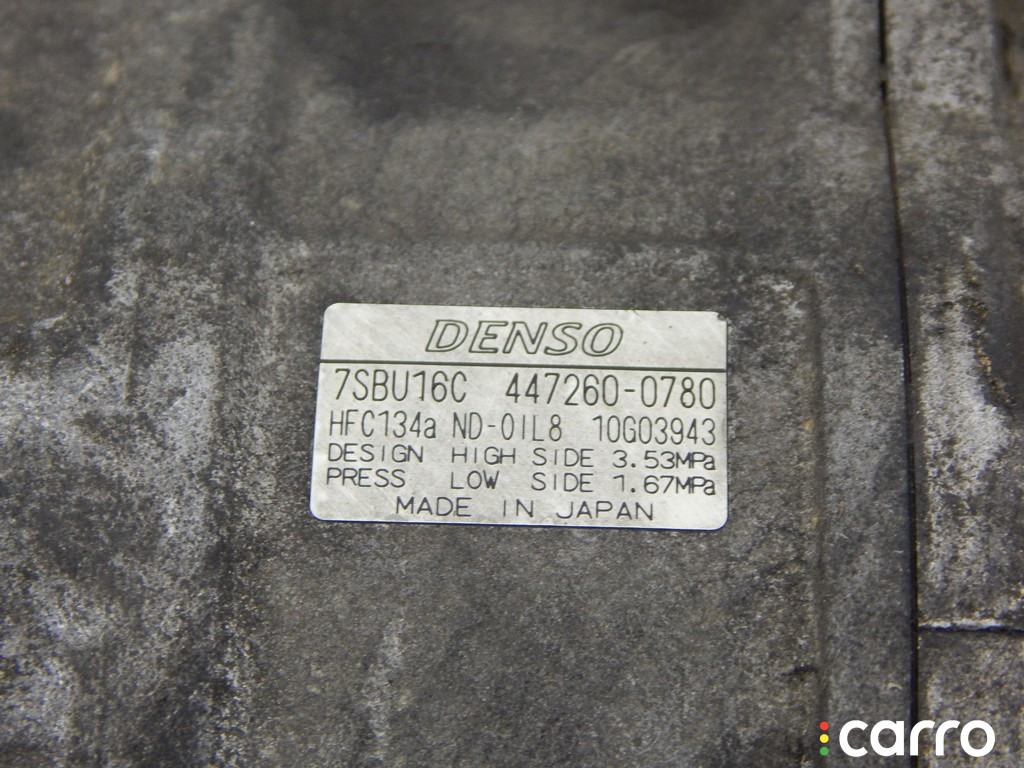 DENSO
7SBU16C 447260-0780
HFC134a ND-OIL8 10G03943
DESIGN HIGH SIDE 3.53MPa
PRESS LOW SIDE 1.67MPa
MADE IN JAPAN
carro